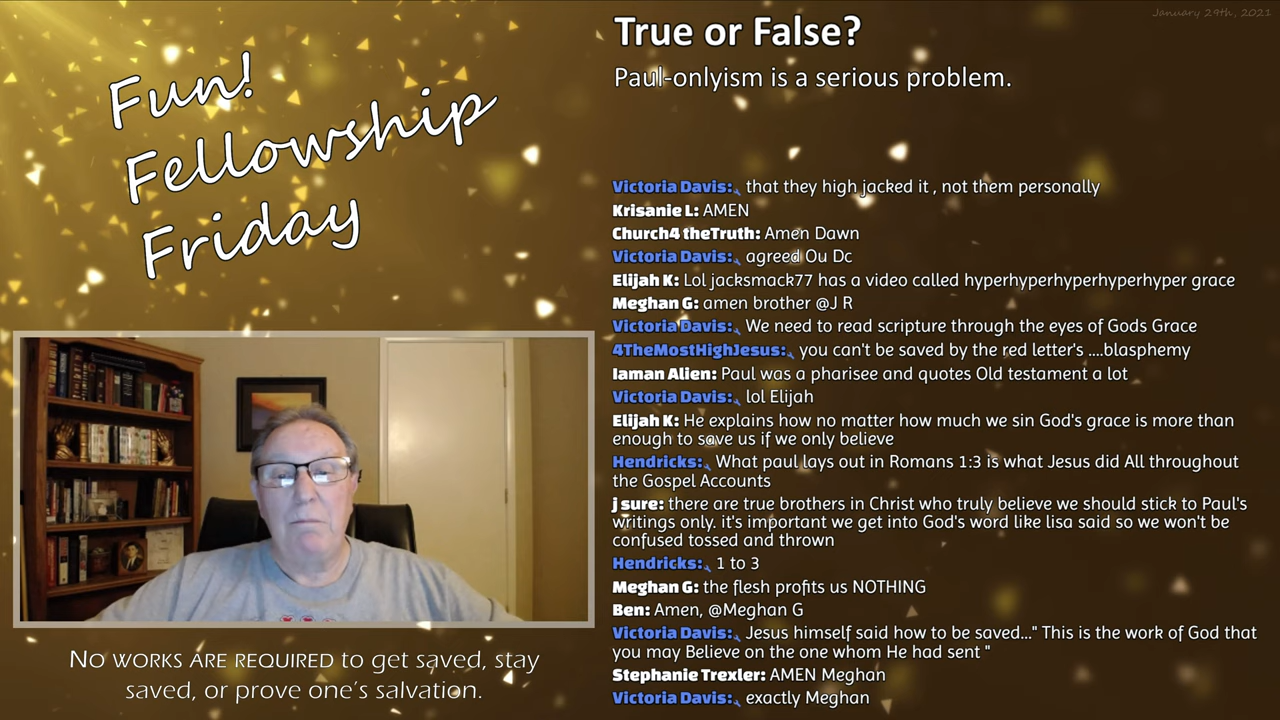 January 29th, 2021
Fun!
Fellowship
Friday
True or False?
Paul-onlyism is a serious problem.
Victoria Davis: that they high jacked it , not them personally
Krisanie L: AMEN
Church4 theTruth: Amen Dawn
Victoria Davis: agreed Ou Dc
Elijah K: Lol jacksmack77 has a video called hyperhyperhyperhyperhyper grace
Meghan G: amen brother @J R
Victoria Davis: We need to read scripture through the eyes of Gods Grace
4TheMostHighJesus: you can't be saved by the red letter's ....blasphemy
Iaman Alien: Paul was a pharisee and quotes Old testament a lot
Victoria Davis: lol Elijah
Elijah K: He explains how no matter how much we sin God's grace is more than
enough to save us if we only believe
Hendricks: What paul lays out in Romans 1:3 is what Jesus did All throughout
the Gospel Accounts
j sure: there are true brothers in Christ who truly believe we should stick to Paul's
writings only. it's important we get into God's word like lisa said so we won't be
confused tossed and thrown
Hendricks: 1 to 3
Meghan G: the flesh profits us NOTHING
Ben: Amen, @Meghan G
Victoria Davis: Jesus himself said how to be saved..." This is the work of God that
you may Believe on the one whom He had sent "
Stephanie Trexler: AMEN Meghan
Victoria Davis: exactly Meghan
NO WORKS ARE REQUIRED to get saved, stay
saved, or prove one's salvation.